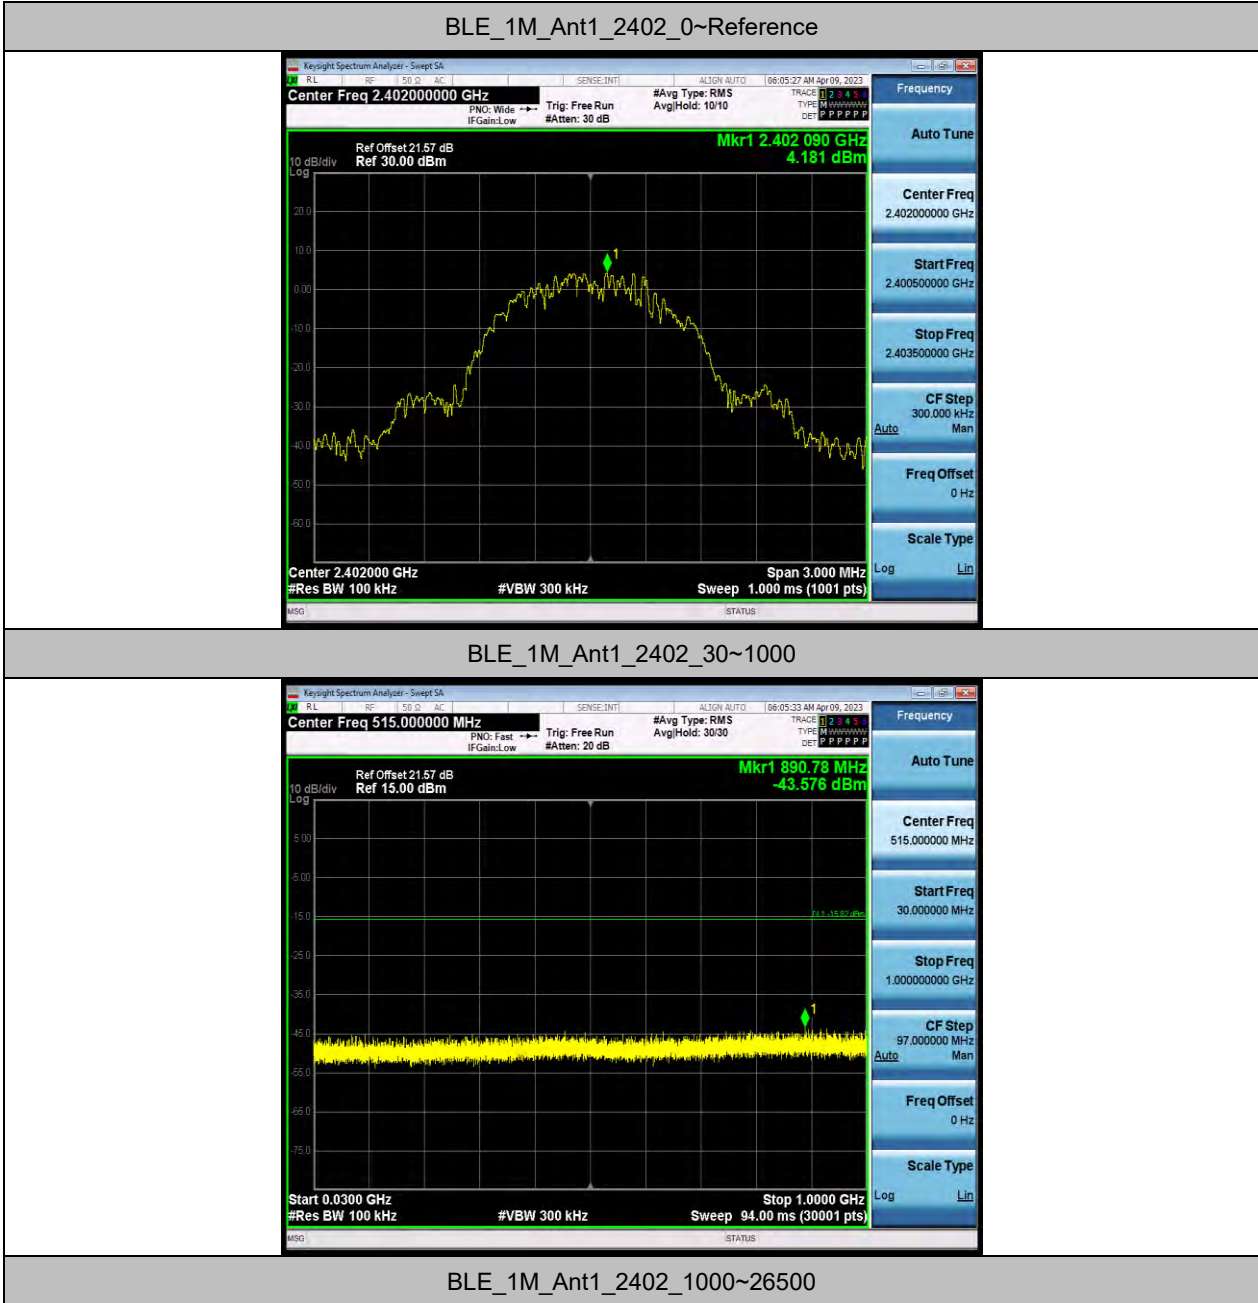 BLE_1M_Ant1_2402_0~Reference
Keysight Spectrum Analyzer - Swept SA
RL RF 50 Ω AC SENSE:INT ALIGN AUTO 06:05:27 AM Apr 09, 2023
Center Freq 2.402000000 GHz
PNO: Wide
IFGain:Low
Trig: Free Run
#Atten: 30 dB
#Avg Type: RMS
Avg|Hold: 10/10
TRACE 1 2 3 4 5 6
TYPE M WWWWW
DET P P P P P P
Ref Offset 21.57 dB
10 dB/div Ref 30.00 dBm
Log
Mkr1 2.402 090 GHz
4.181 dBm
20.0
10.0
0.00
-10.0
-20.0
-30.0
-40.0
-50.0
-60.0
1
Center 2.402000 GHz
Span 3.000 MHz
#Res BW 100 kHz
#VBW 300 kHz
Sweep 1.000 ms (1001 pts)
MSG
STATUS
Frequency
Auto Tune
Center Freq
2.402000000 GHz
Start Freq
2.400500000 GHz
Stop Freq
2.403500000 GHz
CF Step
300.000 kHz
Auto Man
Freq Offset
0 Hz
Scale Type
Log Lin
BLE_1M_Ant1_2402_30~1000
Keysight Spectrum Analyzer - Swept SA
RL RF 50 Ω AC SENSE:INT ALIGN AUTO 06:05:33 AM Apr 09, 2023
Center Freq 515.000000 MHz
PNO: Fast
IFGain:Low
Trig: Free Run
#Atten: 20 dB
#Avg Type: RMS
Avg|Hold: 30/30
TRACE 1 2 3 4 5 6
TYPE M WWWWW
DET P P P P P P
Ref Offset 21.57 dB
10 dB/div Ref 15.00 dBm
Log
Mkr1 890.78 MHz
-43.576 dBm
5.00
-5.00
-15.0
DL1 -15.82 dBm
-25.0
-35.0
-45.0
-55.0
-65.0
-75.0
1
Start 0.0300 GHz
Stop 1.0000 GHz
#Res BW 100 kHz
#VBW 300 kHz
Sweep 94.00 ms (30001 pts)
MSG
STATUS
Frequency
Auto Tune
Center Freq
515.000000 MHz
Start Freq
30.000000 MHz
Stop Freq
1.000000000 GHz
CF Step
97.000000 MHz
Auto Man
Freq Offset
0 Hz
Scale Type
Log Lin
BLE_1M_Ant1_2402_1000~26500